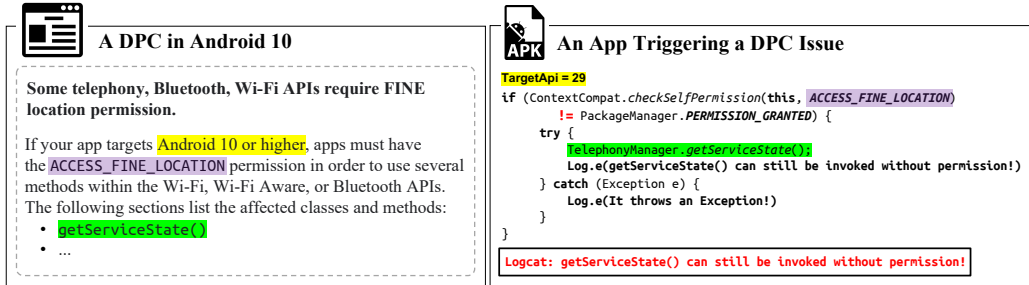 A DPC in Android 10
Some telephony, Bluetooth, Wi-Fi APIs require FINE
location permission.
If your app targets Android 10 or higher, apps must have
the ACCESS_FINE_LOCATION permission in order to use several
methods within the Wi-Fi, Wi-Fi Aware, or Bluetooth APIs.
The following sections list the affected classes and methods:
• getServiceState()
• ...
APK
An App Triggering a DPC Issue
TargetApi = 29
if (ContextCompat.checkSelfPermission(this, ACCESS_FINE_LOCATION)
!= PackageManager.PERMISSION_GRANTED) {
try {
TelephonyManager.getServiceState();
Log.e(getServiceState() can still be invoked without permission!)
} catch (Exception e) {
Log.e(It throws an Exception!)
}
}
Logcat: getServiceState() can still be invoked without permission!